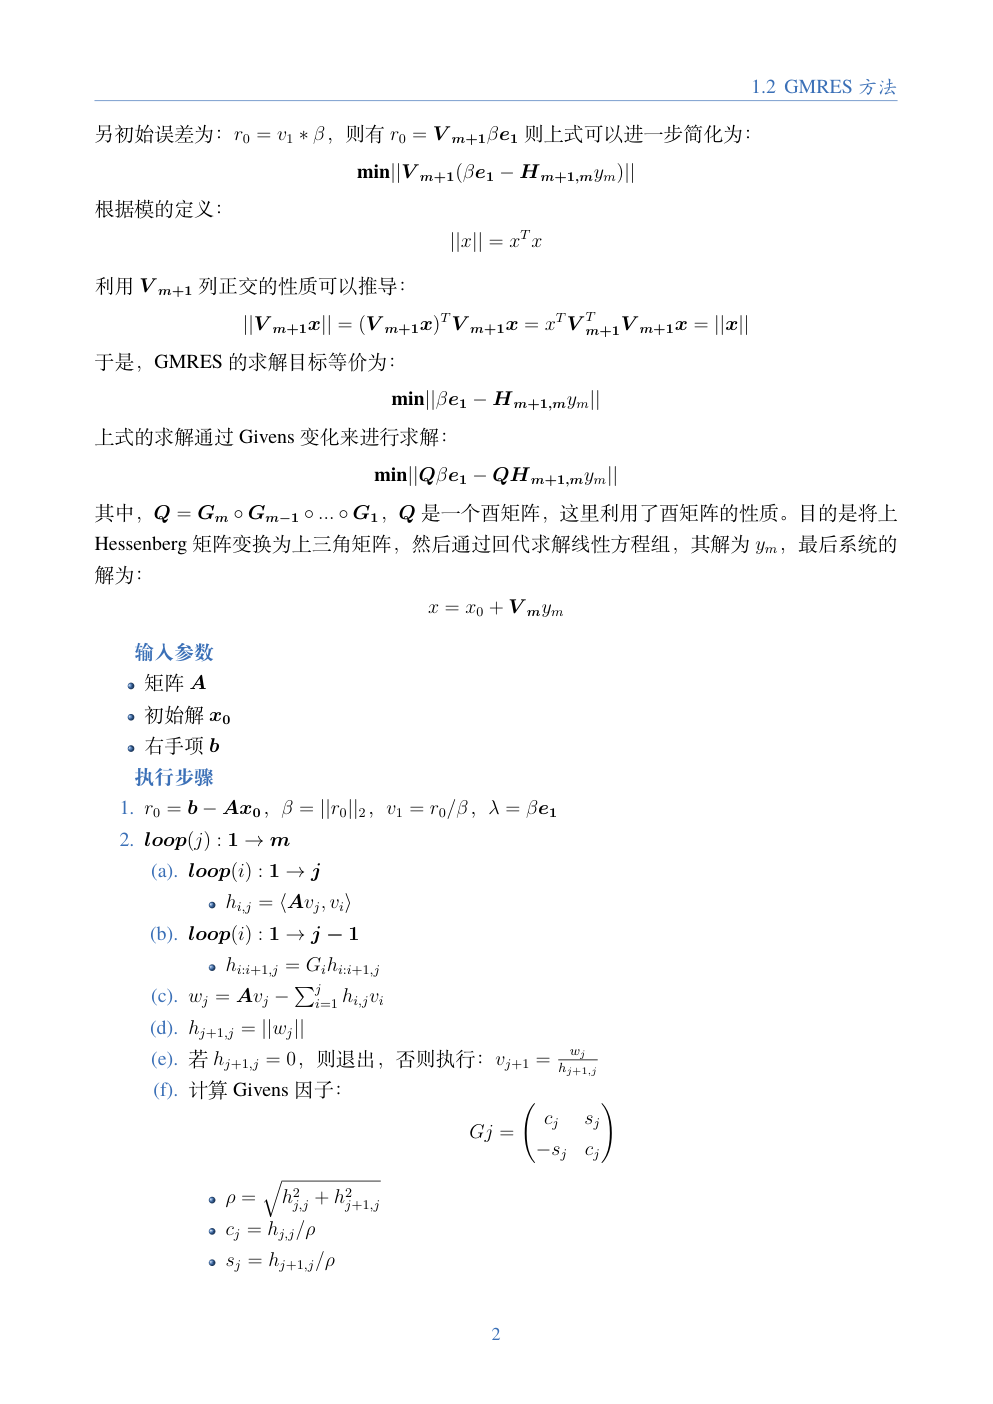 1.2 GMRES 方法
另初始误差为：r₀ = v₁ ∗ β，则有 r₀ = V_{m+1}βe₁ 则上式可以进一步简化为：
min||V_{m+1}(βe₁ − H_{m+1,m}y_m)||
根据模的定义：
||x|| = x^T x
利用 V_{m+1} 列正交的性质可以推导：
||V_{m+1}x|| = (V_{m+1}x)^T V_{m+1}x = x^T V_{m+1}^T V_{m+1}x = ||x||
于是，GMRES 的求解目标等价为：
min||βe₁ − H_{m+1,m}y_m||
上式的求解通过 Givens 变化来进行求解：
min||Qβe₁ − QH_{m+1,m}y_m||
其中，Q = G_m ∘ G_{m−1} ∘ ... ∘ G₁，Q 是一个酉矩阵，这里利用了酉矩阵的性质。目的是将上
Hessenberg 矩阵变换为上三角矩阵，然后通过回代求解线性方程组，其解为 y_m，最后系统的
解为：
x = x₀ + V_m y_m
输入参数
• 矩阵 A
• 初始解 x₀
• 右手项 b
执行步骤
1. r₀ = b − Ax₀，β = ||r₀||₂，v₁ = r₀/β，λ = βe₁
2. loop(j) : 1 → m
(a). loop(i) : 1 → j
• h_{i,j} = ⟨Av_j, v_i⟩
(b). loop(i) : 1 → j − 1
• h_{i:i+1,j} = G_i h_{i:i+1,j}
(c). w_j = Av_j − ∑_{i=1}^{j} h_{i,j}v_i
(d). h_{j+1,j} = ||w_j||
(e). 若 h_{j+1,j} = 0，则退出，否则执行：v_{j+1} = w_j / h_{j+1,j}
(f). 计算 Givens 因子：
Gj = ( c_j s_j
−s_j c_j )
• ρ = √(h_{j,j}^2 + h_{j+1,j}^2)
• c_j = h_{j,j}/ρ
• s_j = h_{j+1,j}/ρ
2